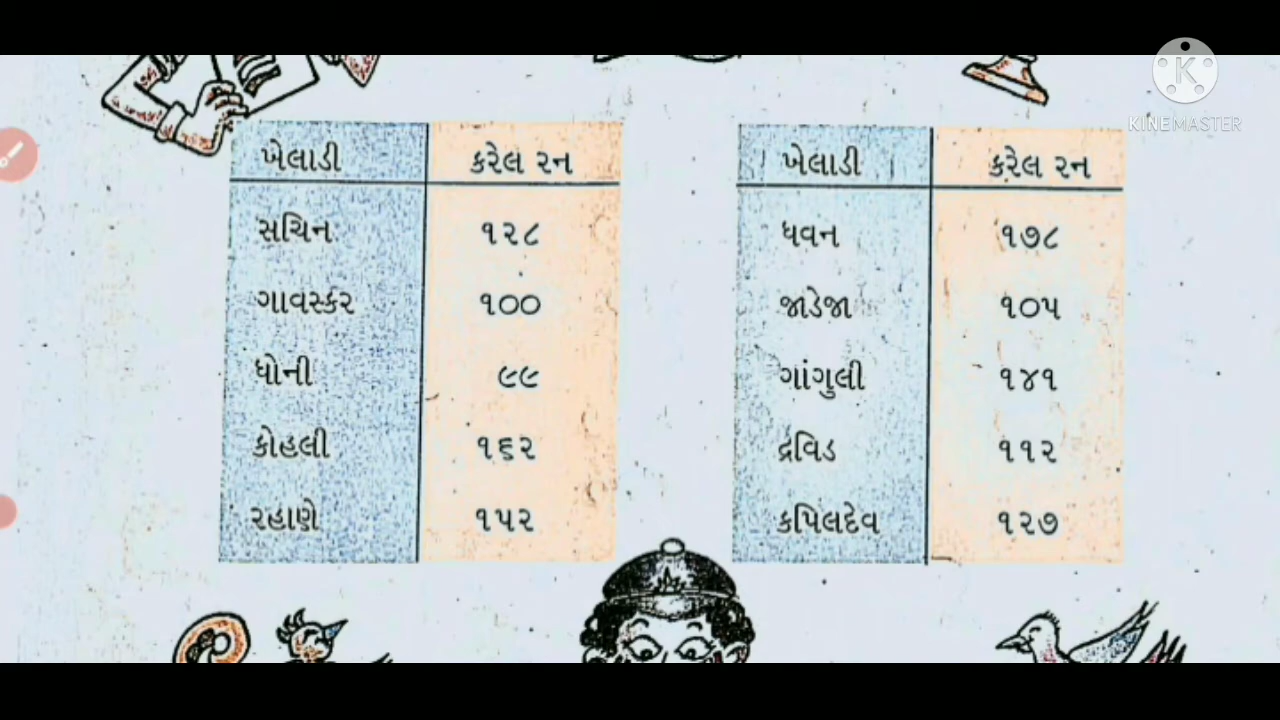 KINEMASTER
ખેલાડી કરેલ રન
સચિન ૧૨૮
ગાવસ્કર ૧૦૦
ધોની ૯૯
કોહલી ૧૬૨
રહાણે ૧૫૨
ખેલાડી કરેલ રન
ધવન ૧૭૮
જાડેજા ૧૦૫
ગાંગુલી ૧૪૧
દ્રવિડ ૧૧૨
કપિલદેવ ૧૨૭